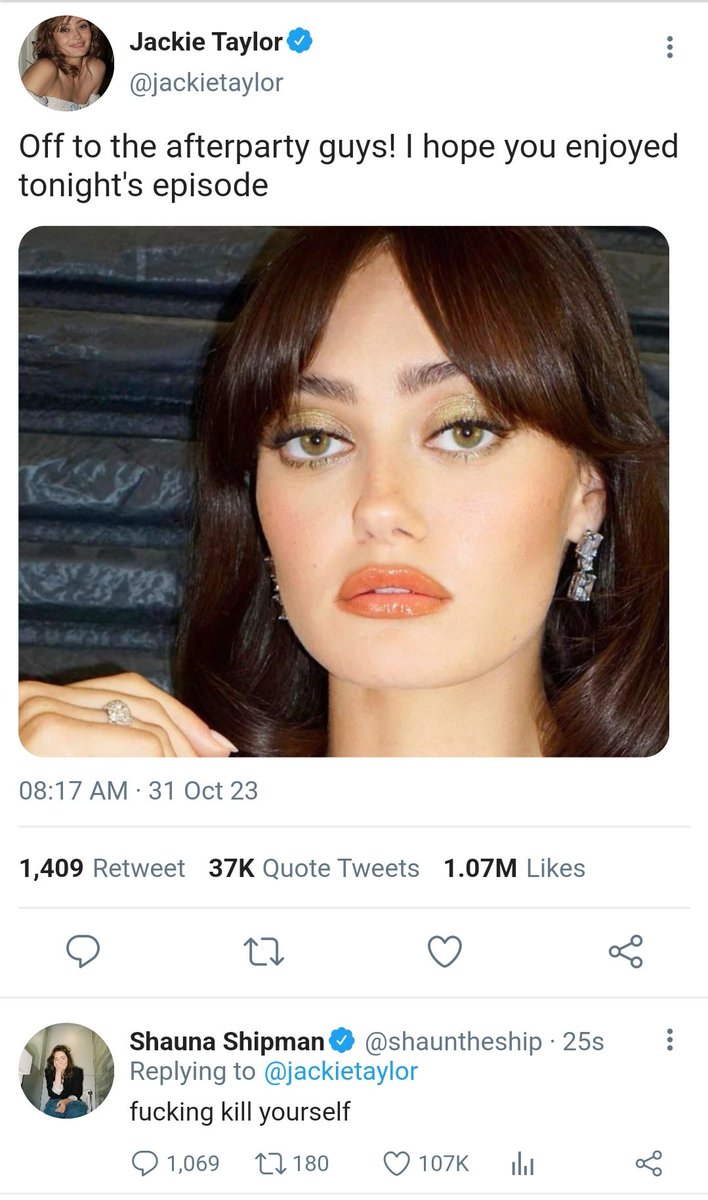 Jackie Taylor
@jackietaylor
Off to the afterparty guys! I hope you enjoyed
tonight's episode
08:17 AM · 31 Oct 23
1,409 Retweet 37K Quote Tweets 1.07M Likes
Shauna Shipman @shauntheship · 25s
Replying to @jackietaylor
fucking kill yourself
1,069 180 107K